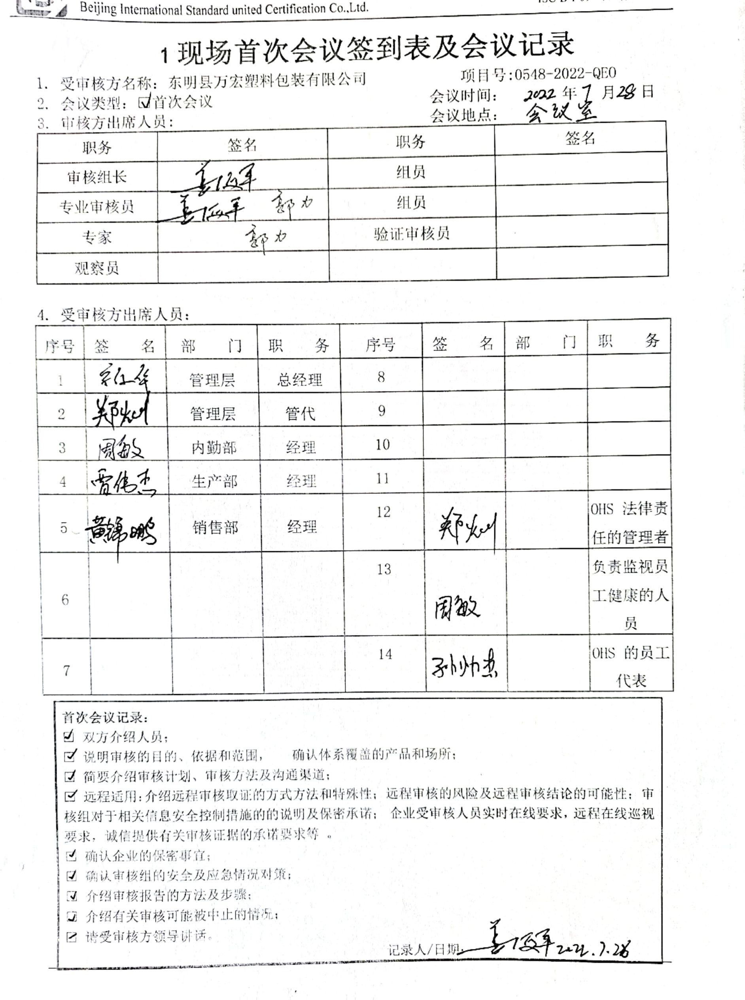 Beijing International Standard united Certification Co.,Ltd.
1 现场首次会议签到表及会议记录
1. 受审核方名称：东明县万宏塑料包装有限公司 项目号:0548-2022-QEO
2. 会议类型：☑首次会议 会议时间： 2022 年 7 月 28 日
3. 审核方出席人员： 会议地点： 会议室
职务 签名 职务 签名
审核组长 组员
专业审核员 郭力 组员
专家 郭力 验证审核员
观察员
4. 受审核方出席人员：
序号 签 名 部 门 职 务 序号 签 名 部 门 职 务
1 管理层 总经理 8
2 管理层 管代 9
3 周敏 内勤部 经理 10
4 贾伟杰 生产部 经理 11
5 黄锦鹏 销售部 经理 12 OHS 法律责
任的管理者
6 13 周敏 负责监视员
工健康的人
员
7 14 孙帅杰 OHS 的员工
代表
首次会议记录：
☑ 双方介绍人员；
☑ 说明审核的目的、依据和范围， 确认体系覆盖的产品和场所；
☑ 简要介绍审核计划、审核方法及沟通渠道；
☑ 远程适用：介绍远程审核取证的方式方法和特殊性；远程审核的风险及远程审核结论的可能性；审
核组对于相关信息安全控制措施的的说明及保密承诺； 企业受审核人员实时在线要求，远程在线巡视
要求，诚信提供有关审核证据的承诺要求等 。
☑ 确认企业的保密事宜；
☑ 确认审核组的安全及应急情况对策；
☑ 介绍审核报告的方法及步骤；
☑ 介绍有关审核可能被中止的情况；
☑ 请受审核方领导讲话。
记录人/日期： 2022.7.28